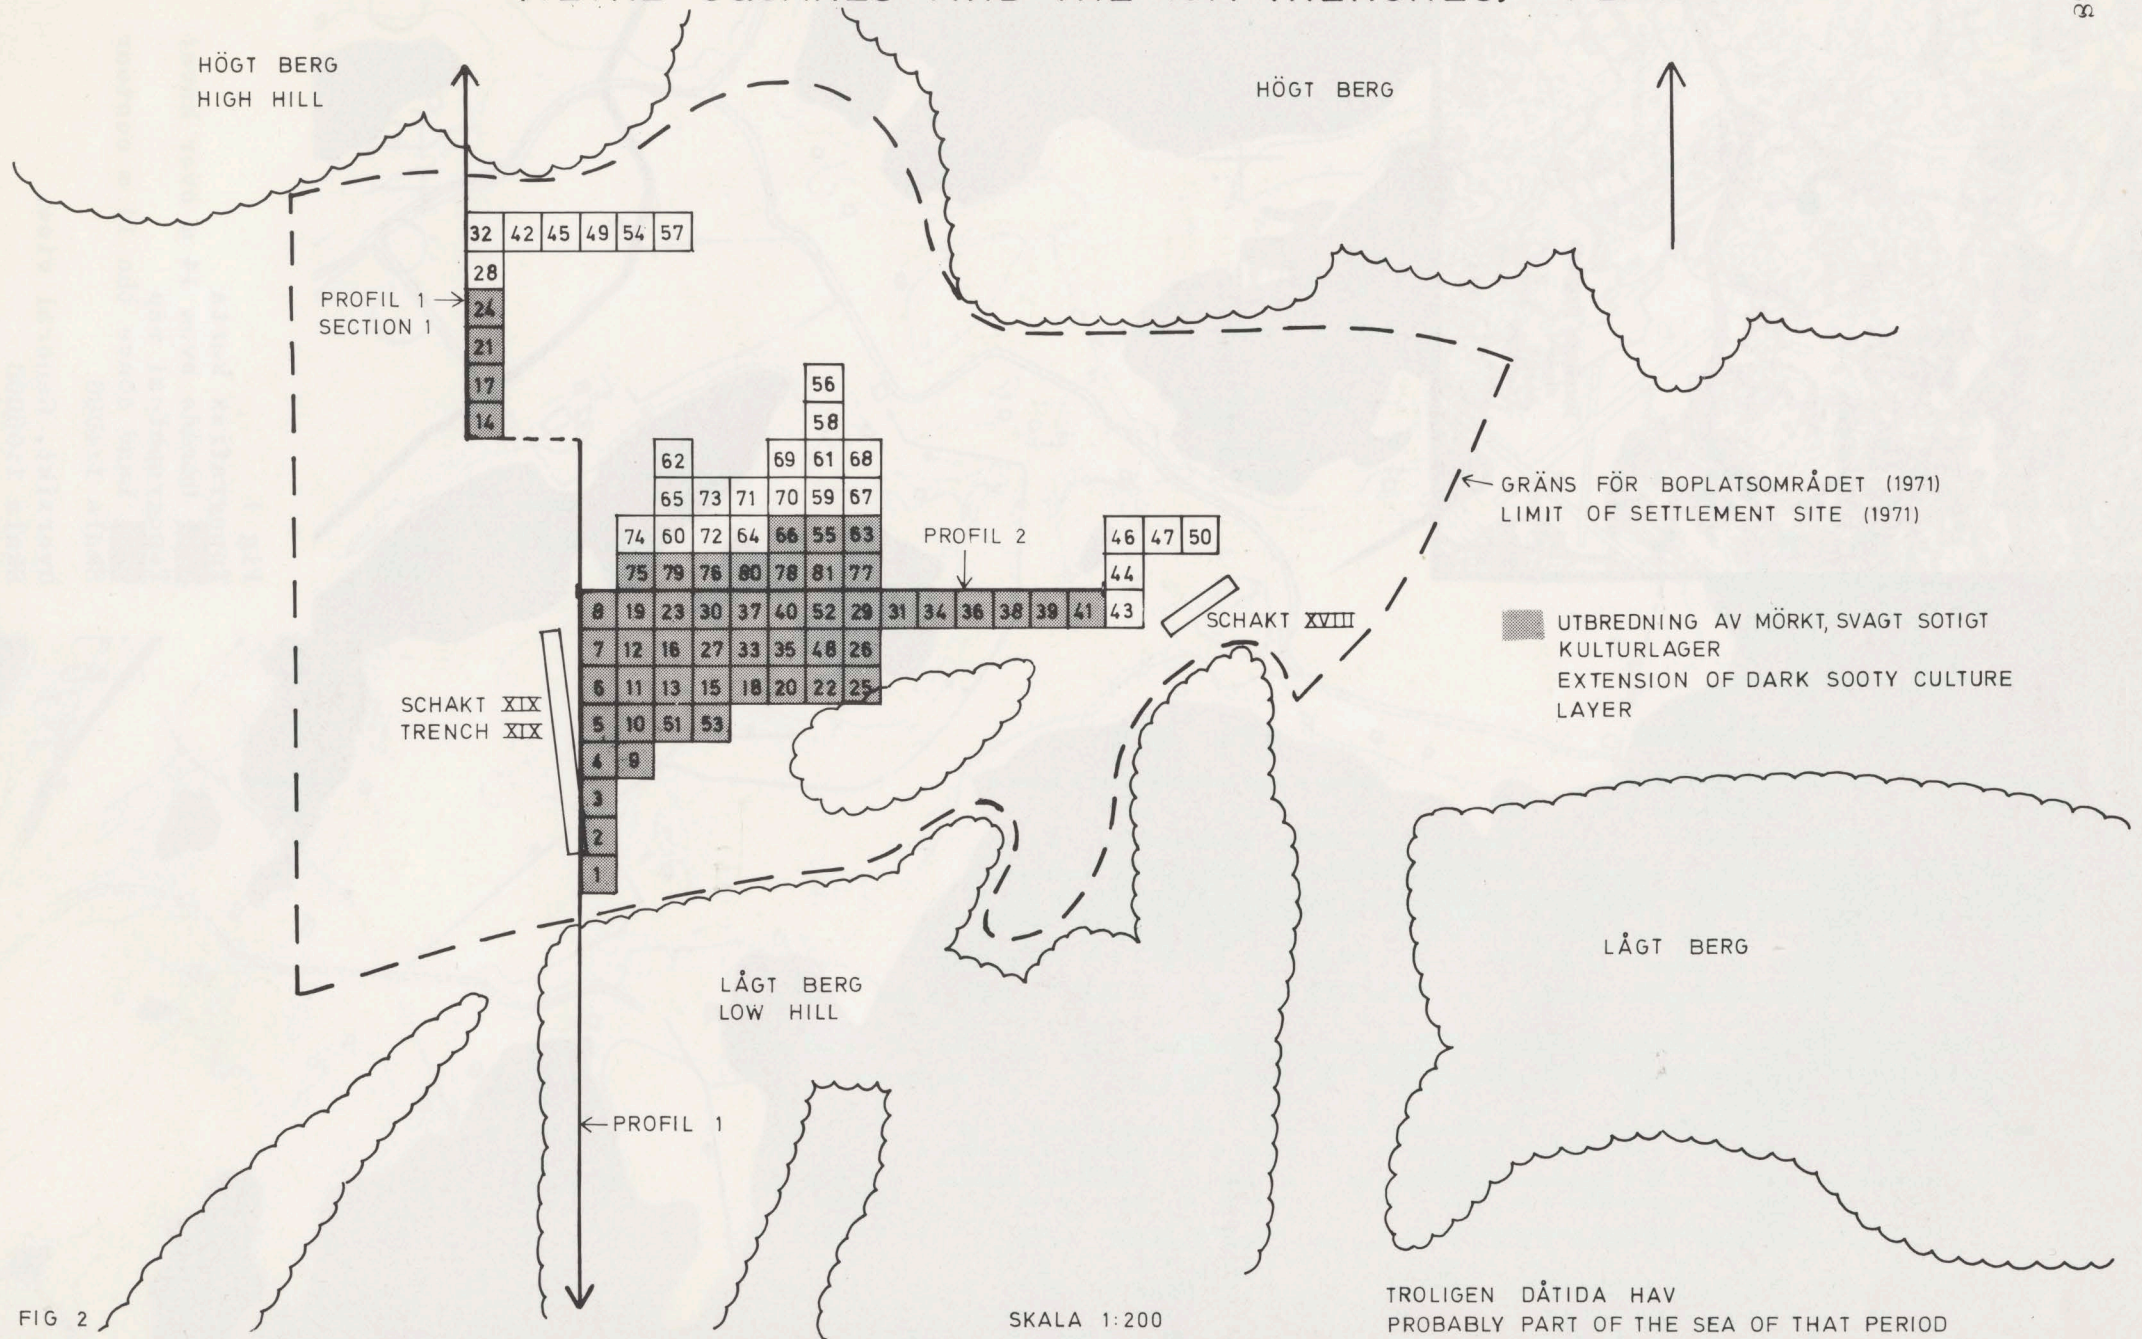 HÖGT BERG
HIGH HILL
HÖGT BERG
32 42 45 49 54 57
28
PROFIL 1
SECTION 1
24
21
17
14
56
58
62 69 61 68
65 73 71 70 59 67
74 60 72 64 66 55 63
75 79 76 80 78 81 77
8 19 23 30 37 40 52 29 31 34 36 38 39 41 43
7 12 16 27 33 35 48 26
6 11 13 15 18 20 22 25
5 10 51 53
4 9
3
2
1
PROFIL 2
46 47 50
44
GRÄNS FÖR BOPLATSOMRÅDET (1971)
LIMIT OF SETTLEMENT SITE (1971)
SCHAKT XVIII
UTBREDNING AV MÖRKT, SVAGT SOTIGT
KULTURLAGER
EXTENSION OF DARK SOOTY CULTURE
LAYER
SCHAKT XIX
TRENCH XIX
LÅGT BERG
LOW HILL
LÅGT BERG
PROFIL 1
FIG 2
SKALA 1:200
TROLIGEN DÅTIDA HAV
PROBABLY PART OF THE SEA OF THAT PERIOD